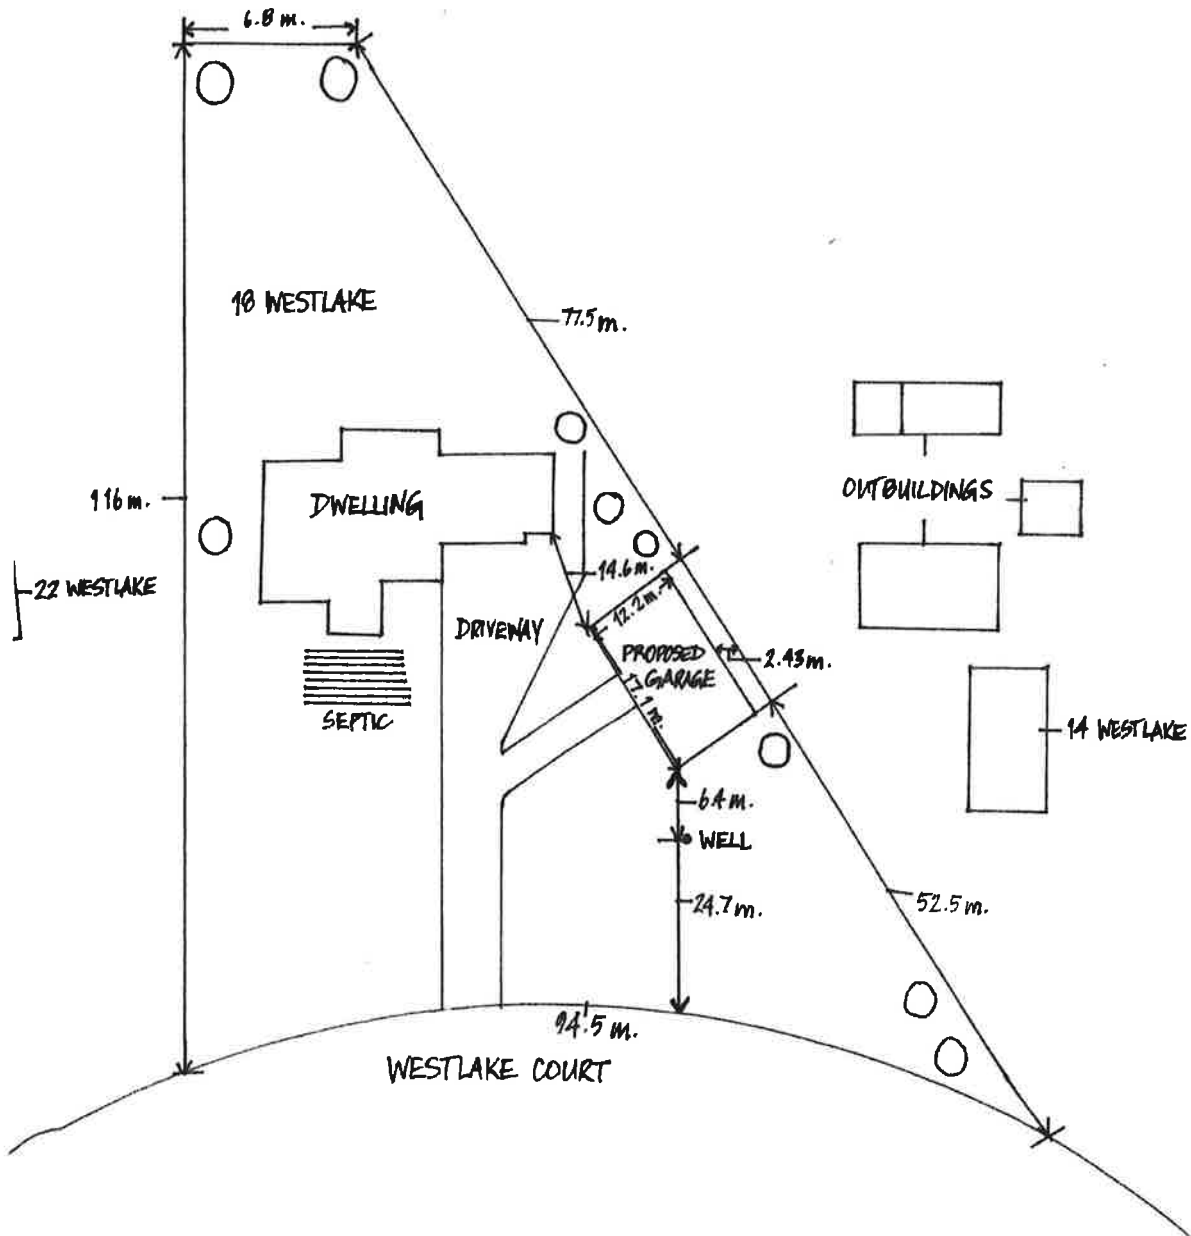 6.8 m.
18 WESTLAKE
77.5 m.
116 m.
DWELLING
OUTBUILDINGS
22 WESTLAKE
14.6 m.
12.2 m.
DRIVEWAY
PROPOSED
GARAGE
2.43 m.
17.1 m.
SEPTIC
14 WESTLAKE
6.4 m.
WELL
24.7 m.
52.5 m.
94.5 m.
WESTLAKE COURT